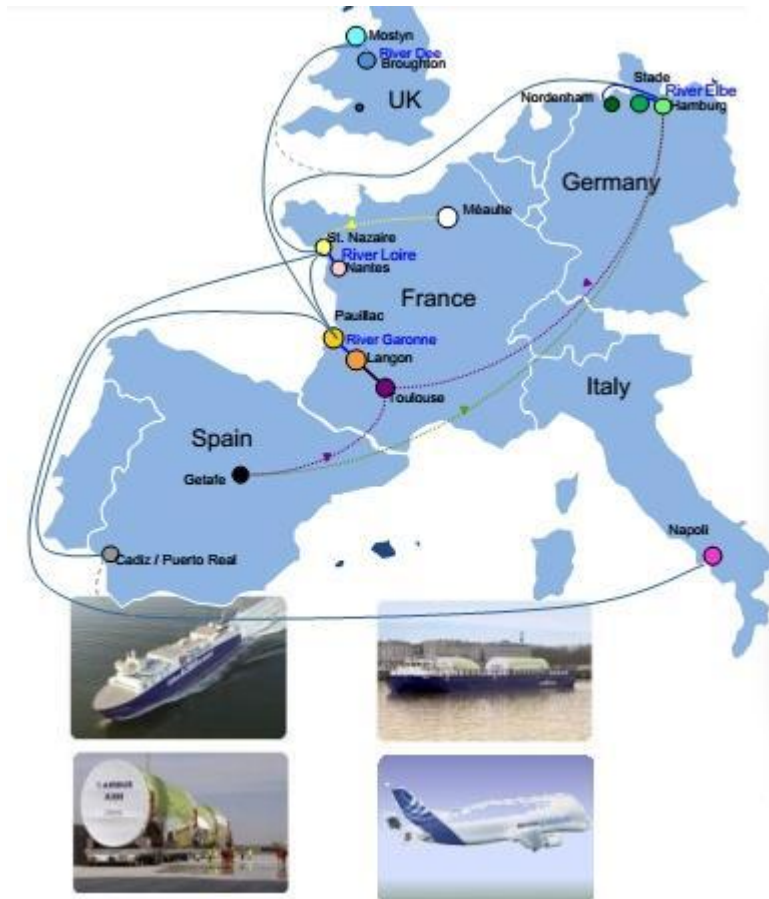 Mostyn
River Dee
Broughton
UK
Stade
River Elbe
Nordenham
Hamburg
Germany
Méaulte
St. Nazaire
River Loire
Nantes
France
Pauillac
River Garonne
Langon
Toulouse
Italy
Spain
Getafe
Napoli
Cadiz / Puerto Real
AIRBUS